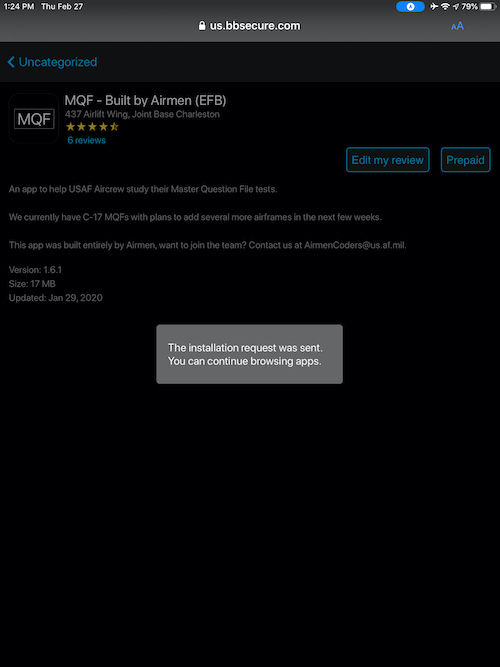 1:24 PM Thu Feb 27
79%
us.bbsecure.com
AA
Uncategorized
MQF
MQF - Built by Airmen (EFB)
437 Airlift Wing, Joint Base Charleston
6 reviews
Edit my review
Prepaid
An app to help USAF Aircrew study their Master Question File tests.
We currently have C-17 MQFs with plans to add several more airframes in the next few weeks.
This app was built entirely by Airmen, want to join the team? Contact us at AirmenCoders@us.af.mil.
Version: 1.6.1
Size: 17 MB
Updated: Jan 29, 2020
The installation request was sent.
You can continue browsing apps.